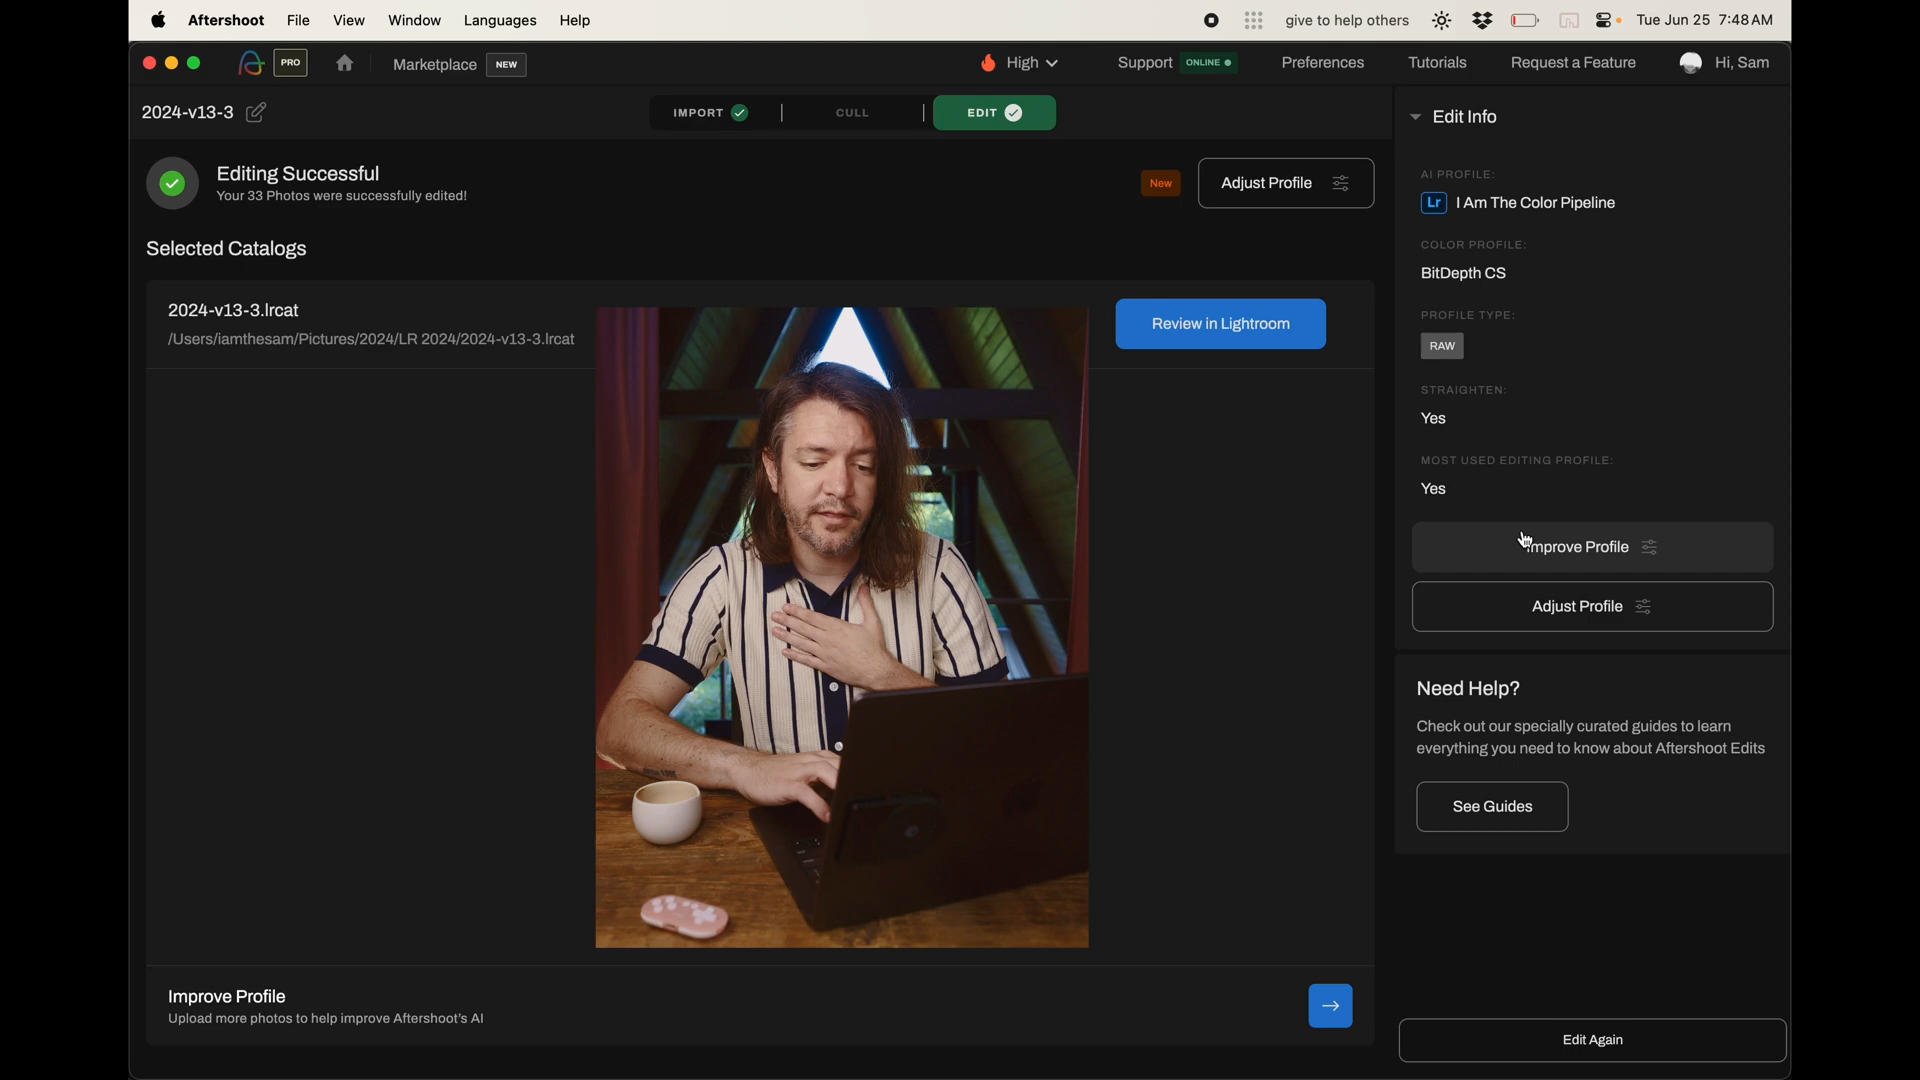 Aftershoot File View Window Languages Help give to help others Tue Jun 25 7:48 AM
PRO Marketplace NEW High Support ONLINE Preferences Tutorials Request a Feature Hi, Sam
2024-v13-3 IMPORT CULL EDIT
Editing Successful
Your 33 Photos were successfully edited!
New Adjust Profile
Selected Catalogs
2024-v13-3.lrcat
/Users/iamthesam/Pictures/2024/LR 2024/2024-v13-3.lrcat
Review in Lightroom
Improve Profile
Upload more photos to help improve Aftershoot's AI
Edit Info
AI PROFILE:
Lr I Am The Color Pipeline
COLOR PROFILE:
BitDepth CS
PROFILE TYPE:
RAW
STRAIGHTEN:
Yes
MOST USED EDITING PROFILE:
Yes
Improve Profile
Adjust Profile
Need Help?
Check out our specially curated guides to learn
everything you need to know about Aftershoot Edits
See Guides
Edit Again